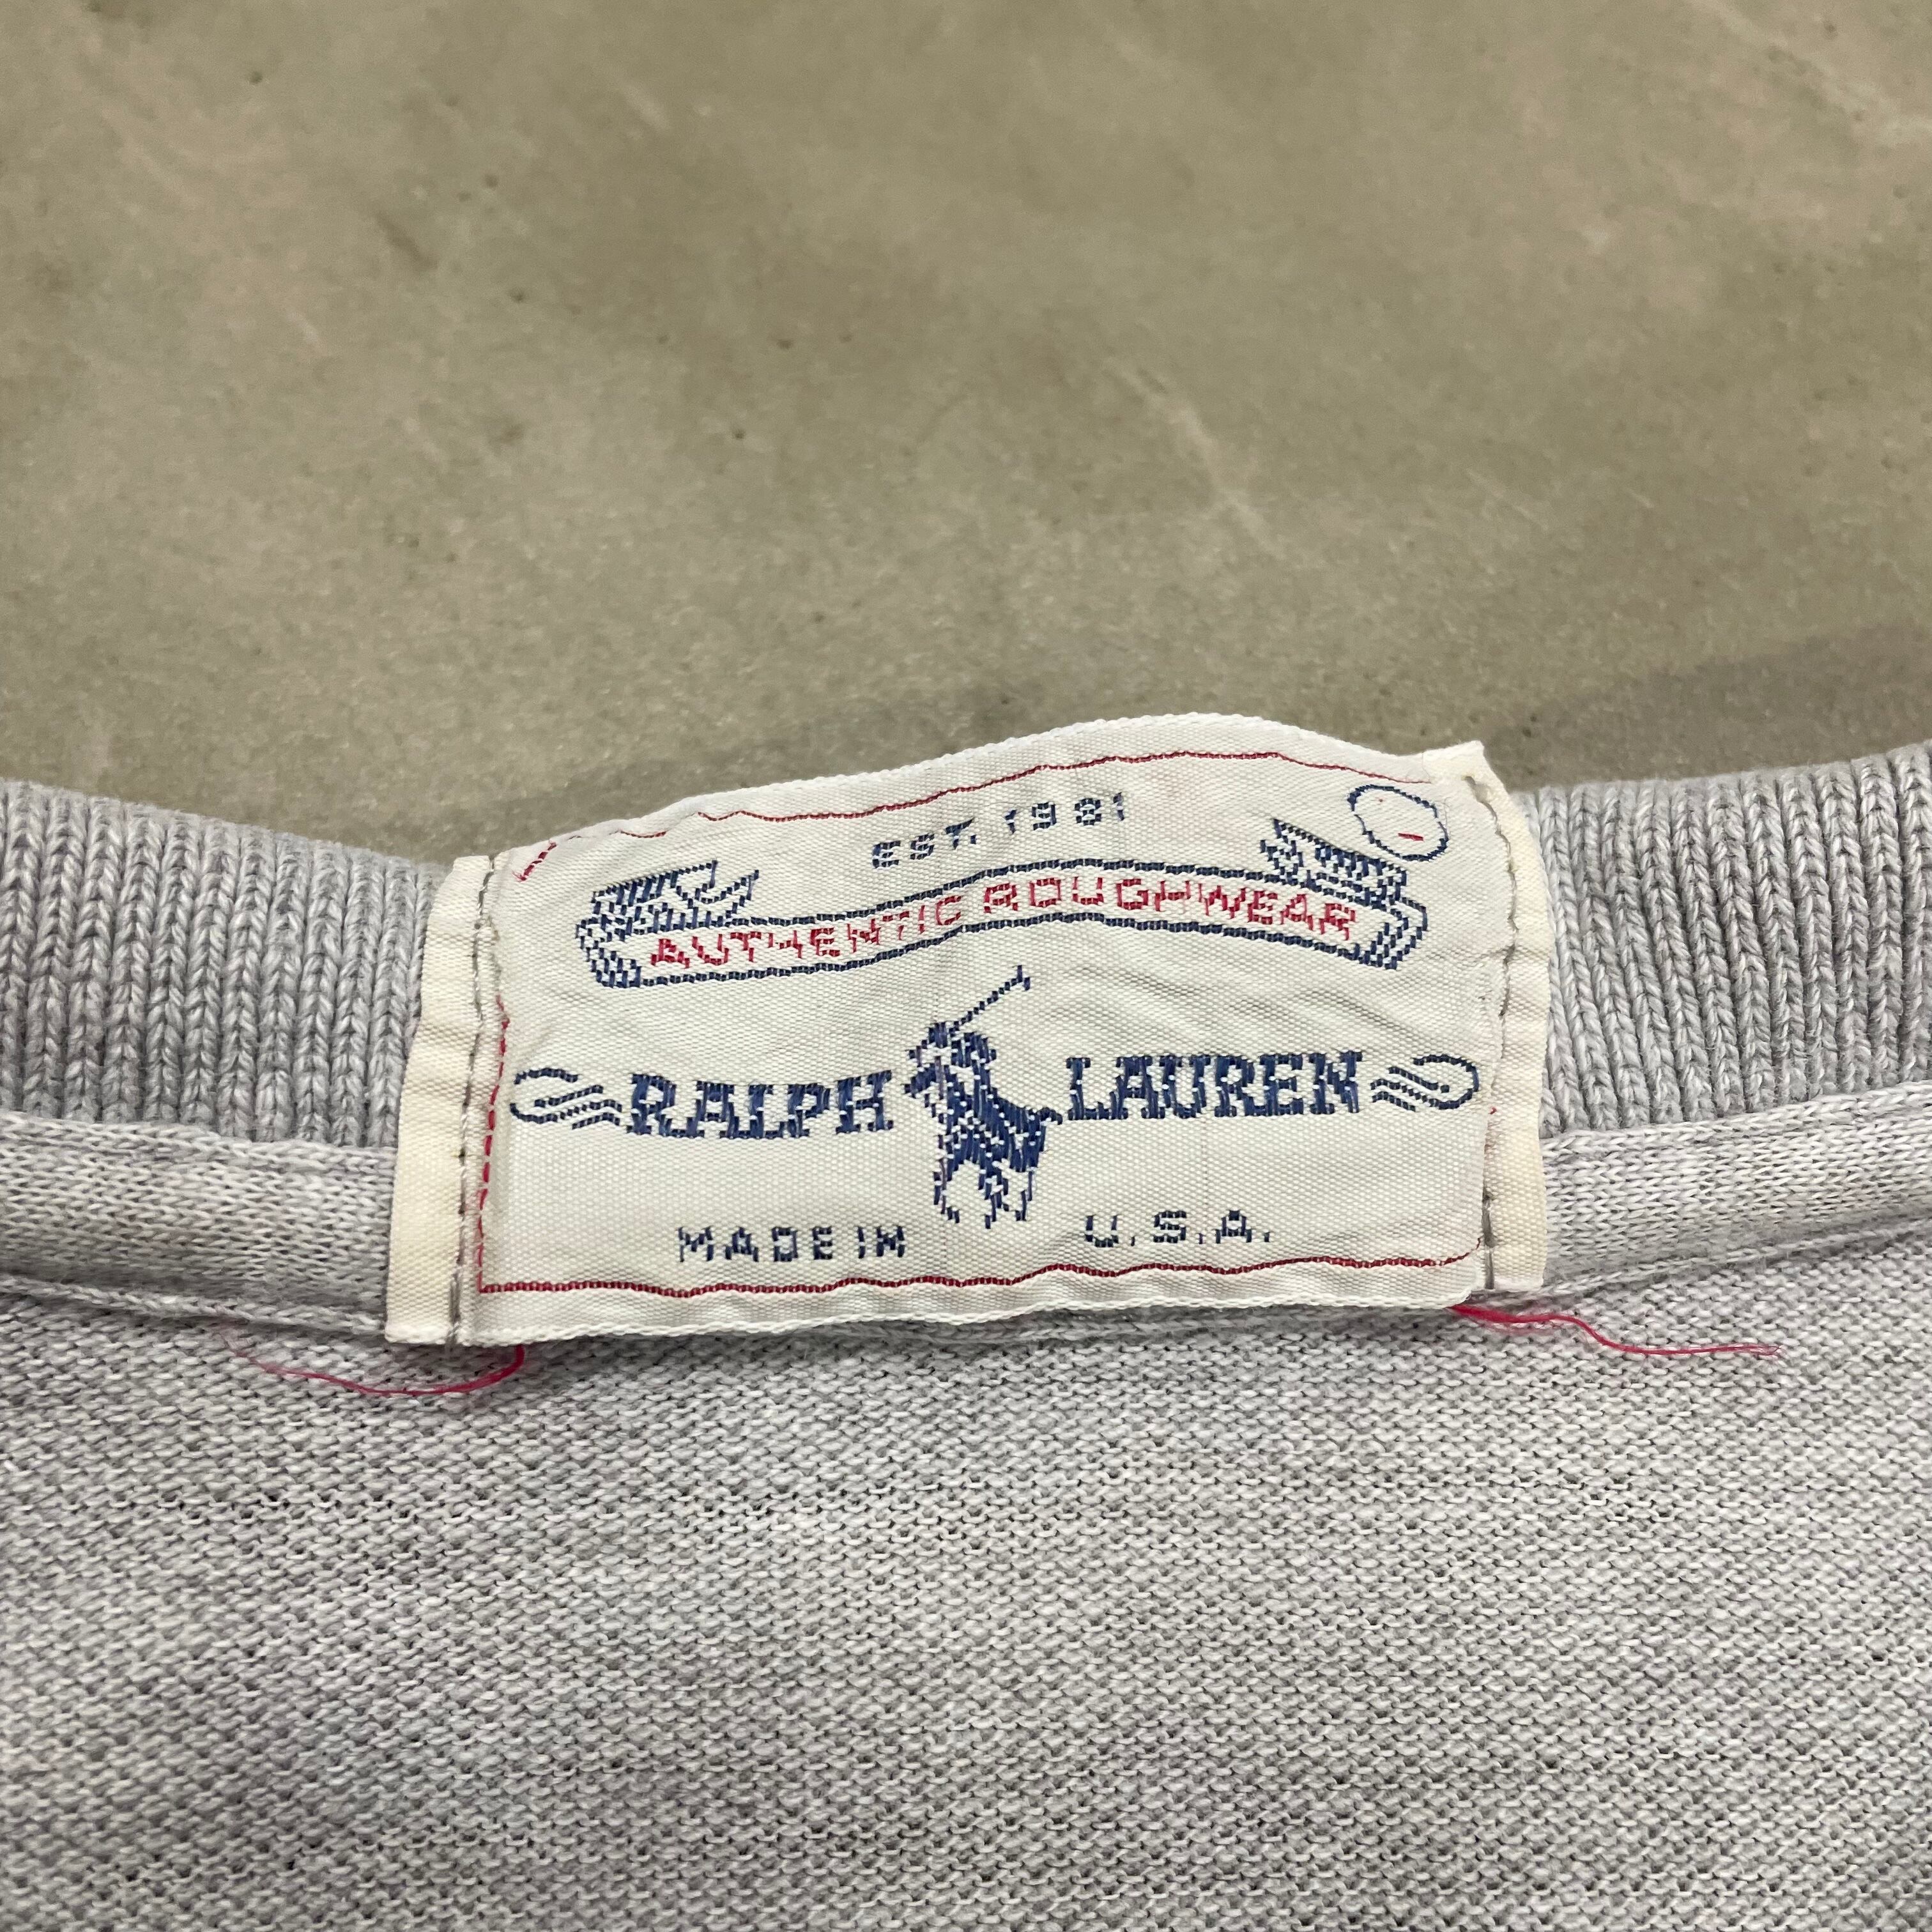 EST. 1981
AUTHENTIC ROUGHWEAR
RALPH LAUREN
MADE IN U.S.A.